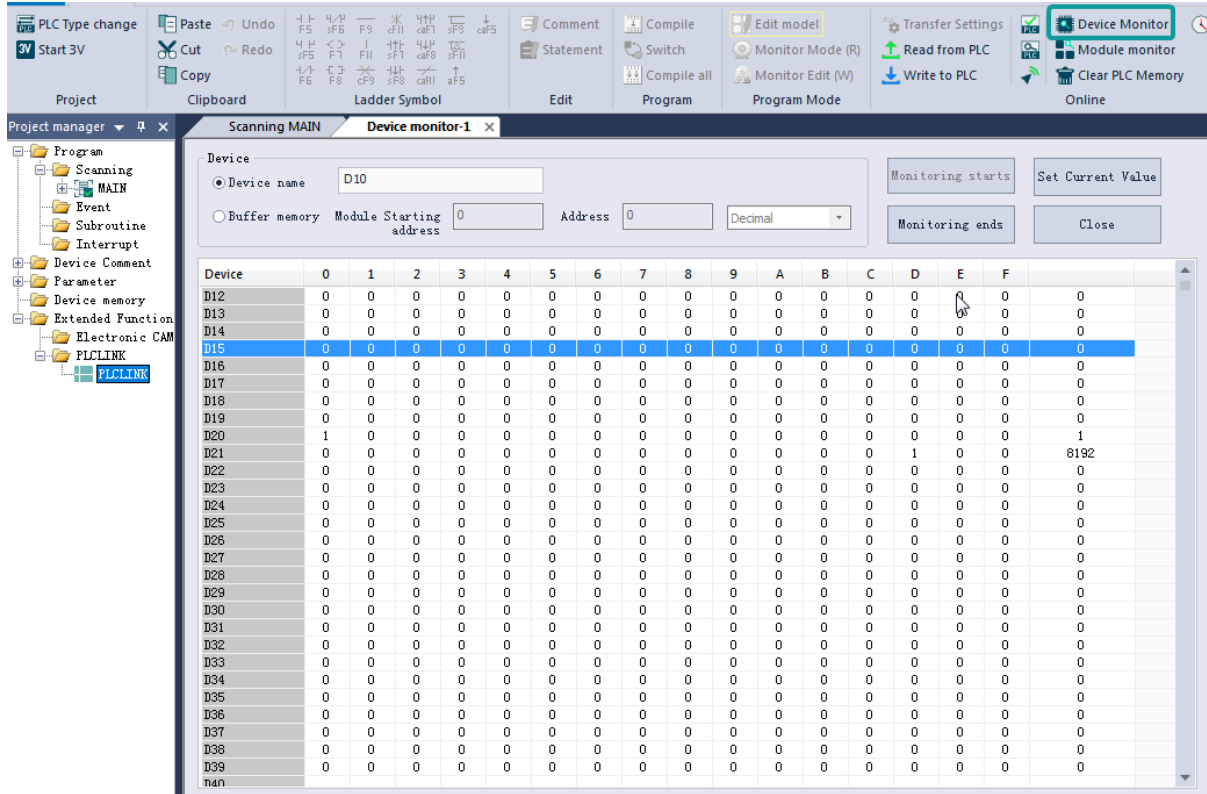 PLC Type change Paste Undo F5 sF6 F9 cFll caF1 sF9 caF5 Comment Compile Edit model Transfer Settings Device Monitor
3V Start 3V Cut Redo sF5 F7 Fll sF7 caF8 sFll Statement Switch Monitor Mode (R) Read from PLC Module monitor
Copy F6 F8 cF9 sF8 caFll aF5 Compile all Monitor Edit (W) Write to PLC Clear PLC Memory
Project Clipboard Ladder Symbol Edit Program Program Mode Online
Project manager Scanning MAIN Device monitor-1
Program
Scanning
MAIN
Event
Subroutine
Interrupt
Device Comment
Parameter
Device memory
Extended Function
Electronic CAM
PLCLINK
PLCLINK
Device
Device name D10 Monitoring starts Set Current Value
Buffer memory Module Starting address 0 Address 0 Decimal Monitoring ends Close
Device 0 1 2 3 4 5 6 7 8 9 A B C D E F
D12 0 0 0 0 0 0 0 0 0 0 0 0 0 0 0 0 0
D13 0 0 0 0 0 0 0 0 0 0 0 0 0 0 0 0 0
D14 0 0 0 0 0 0 0 0 0 0 0 0 0 0 0 0 0
D15 0 0 0 0 0 0 0 0 0 0 0 0 0 0 0 0 0
D16 0 0 0 0 0 0 0 0 0 0 0 0 0 0 0 0 0
D17 0 0 0 0 0 0 0 0 0 0 0 0 0 0 0 0 0
D18 0 0 0 0 0 0 0 0 0 0 0 0 0 0 0 0 0
D19 0 0 0 0 0 0 0 0 0 0 0 0 0 0 0 0 0
D20 1 0 0 0 0 0 0 0 0 0 0 0 0 0 0 0 1
D21 0 0 0 0 0 0 0 0 0 0 0 0 0 1 0 0 8192
D22 0 0 0 0 0 0 0 0 0 0 0 0 0 0 0 0 0
D23 0 0 0 0 0 0 0 0 0 0 0 0 0 0 0 0 0
D24 0 0 0 0 0 0 0 0 0 0 0 0 0 0 0 0 0
D25 0 0 0 0 0 0 0 0 0 0 0 0 0 0 0 0 0
D26 0 0 0 0 0 0 0 0 0 0 0 0 0 0 0 0 0
D27 0 0 0 0 0 0 0 0 0 0 0 0 0 0 0 0 0
D28 0 0 0 0 0 0 0 0 0 0 0 0 0 0 0 0 0
D29 0 0 0 0 0 0 0 0 0 0 0 0 0 0 0 0 0
D30 0 0 0 0 0 0 0 0 0 0 0 0 0 0 0 0 0
D31 0 0 0 0 0 0 0 0 0 0 0 0 0 0 0 0 0
D32 0 0 0 0 0 0 0 0 0 0 0 0 0 0 0 0 0
D33 0 0 0 0 0 0 0 0 0 0 0 0 0 0 0 0 0
D34 0 0 0 0 0 0 0 0 0 0 0 0 0 0 0 0 0
D35 0 0 0 0 0 0 0 0 0 0 0 0 0 0 0 0 0
D36 0 0 0 0 0 0 0 0 0 0 0 0 0 0 0 0 0
D37 0 0 0 0 0 0 0 0 0 0 0 0 0 0 0 0 0
D38 0 0 0 0 0 0 0 0 0 0 0 0 0 0 0 0 0
D39 0 0 0 0 0 0 0 0 0 0 0 0 0 0 0 0 0
D40